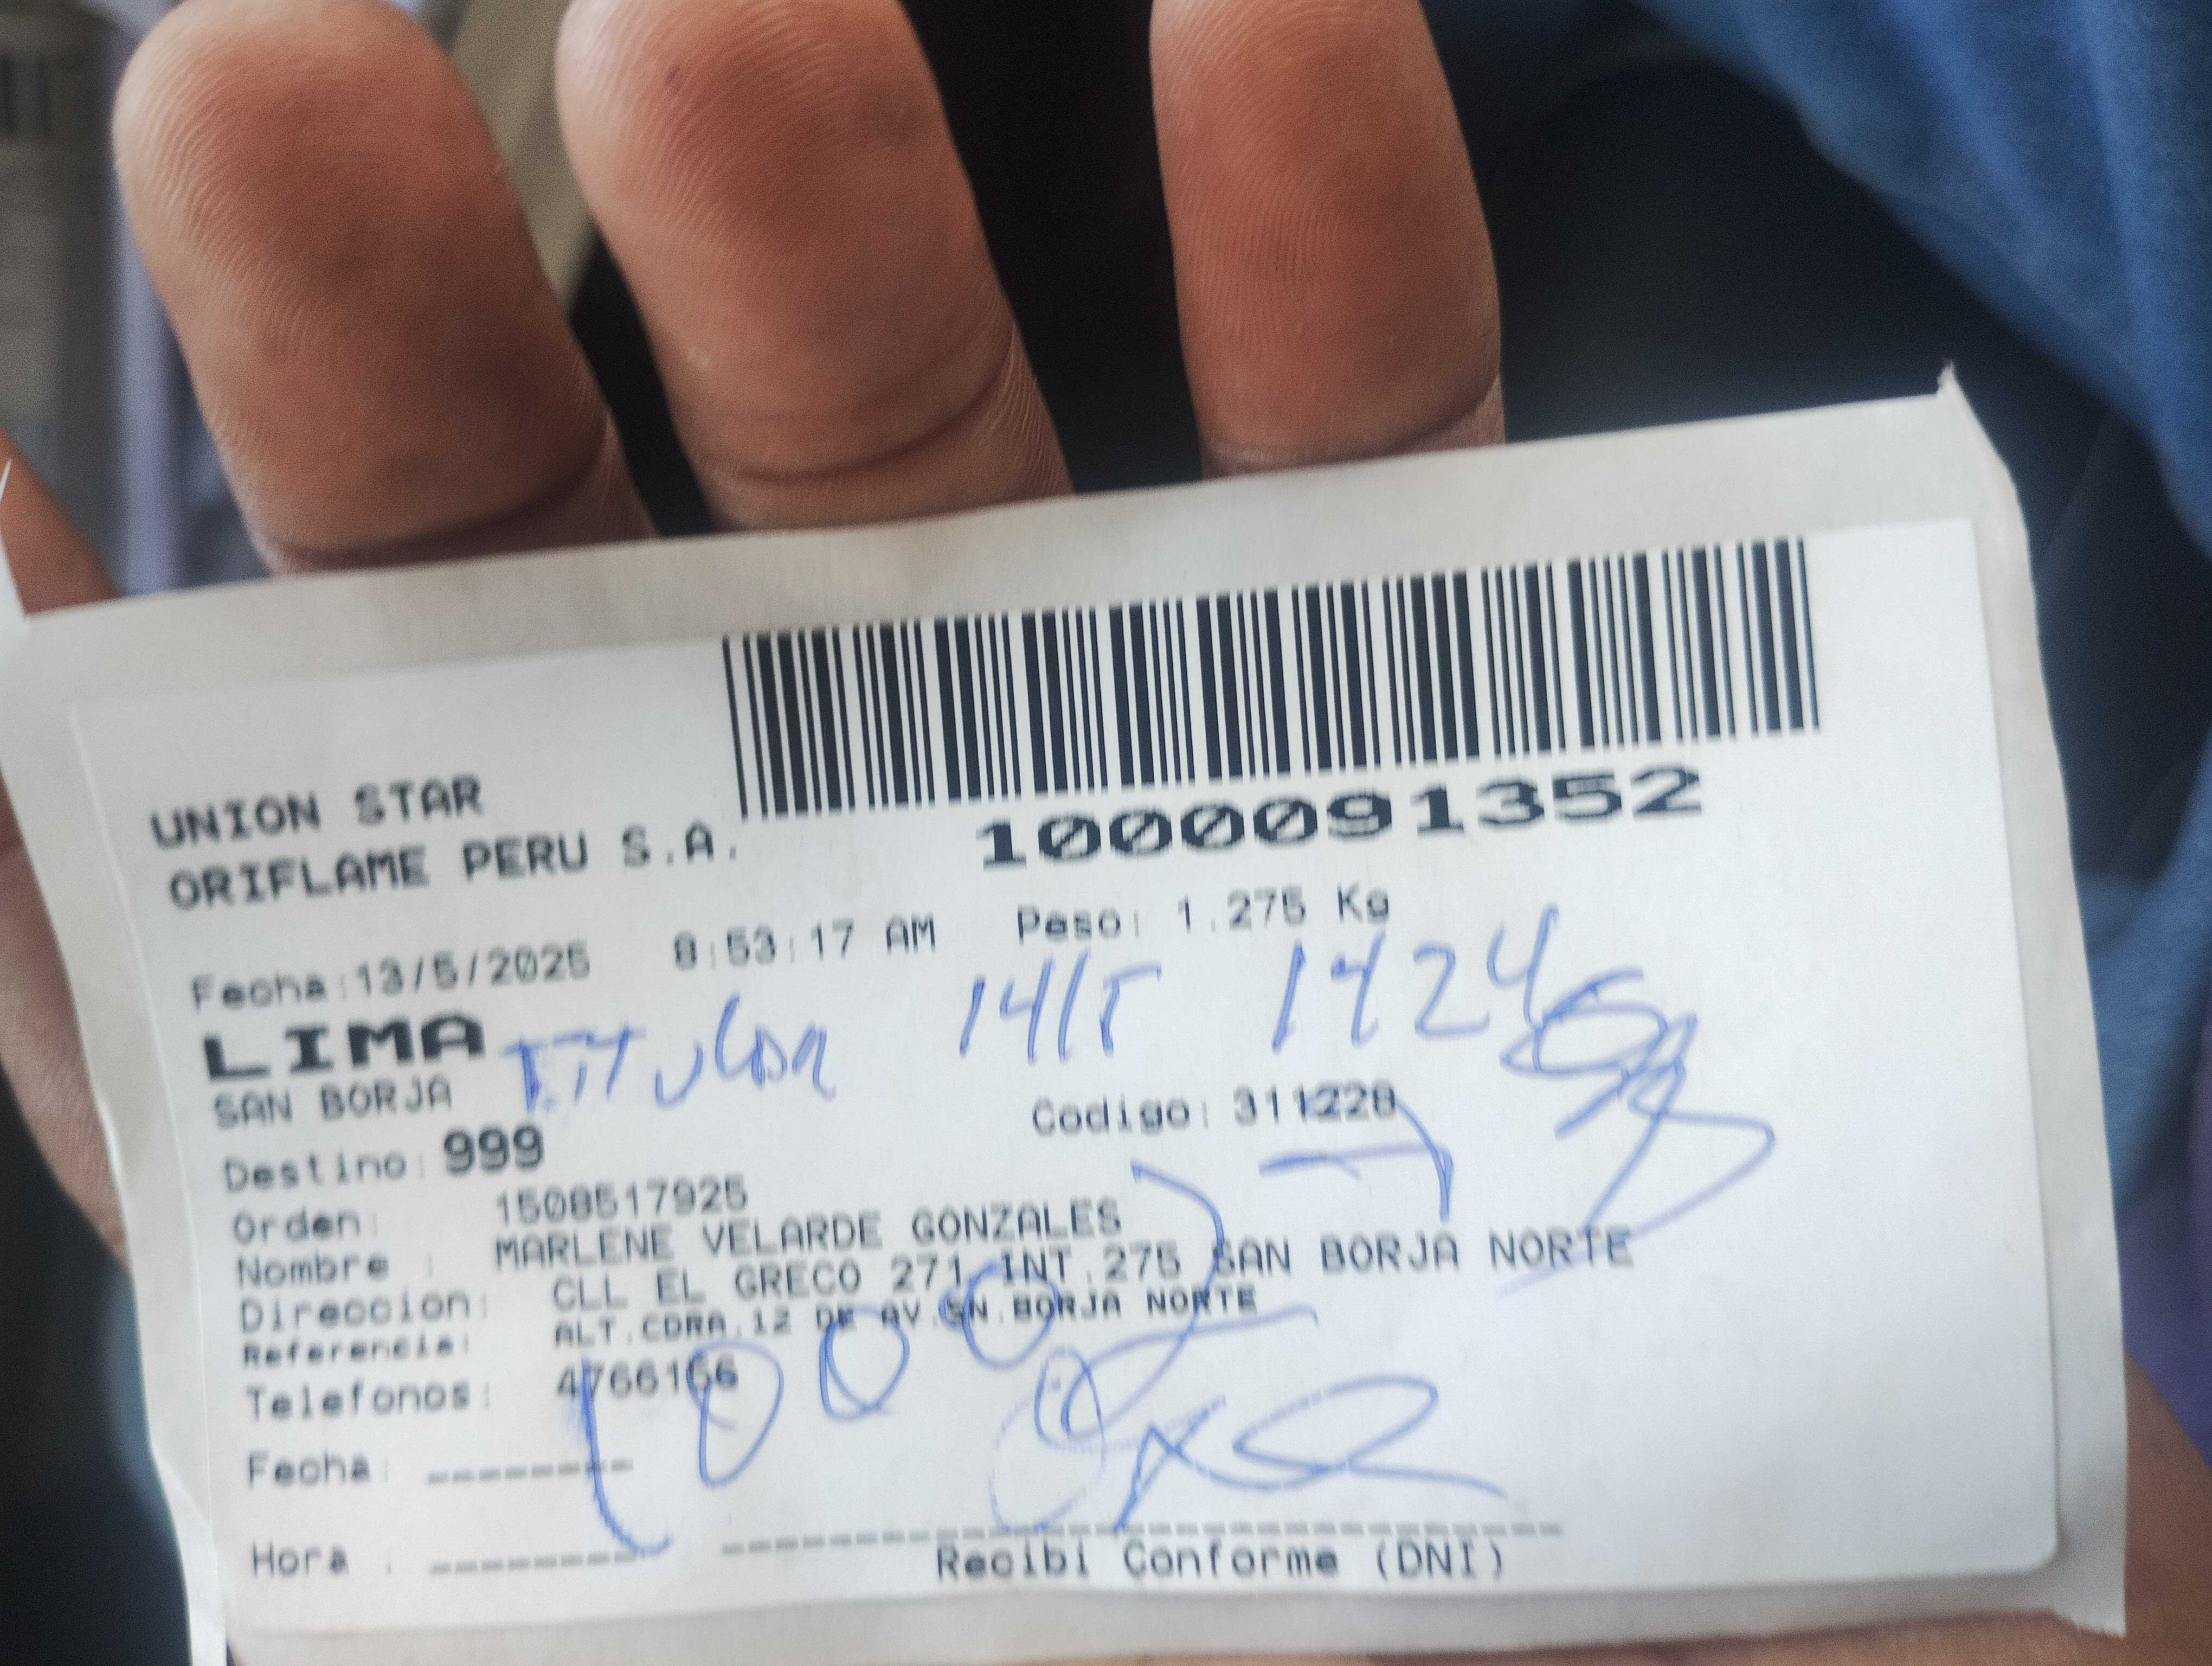 UNION STAR
ORIFLAME PERU S.A.
1000091352
Fecha:13/5/2025 8:53:17 AM Peso: 1.275 Kg
LIMA
Titular 14/5 1424
SAN BORJA
Codigo: 311228
Destino: 999
Orden: 1508517925
Nombre : MARLENE VELARDE GONZALES
Direccion: CLL EL GRECO 271 INT.275 SAN BORJA NORTE
Referencia: ALT.CDRA.12 DE AV.SN.BORJA NORTE
Telefonos: 4766166
Fecha: --------
Hora : --------
Recibi Conforme (DNI)